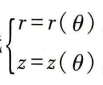 r = r ( θ )
z = z ( θ )